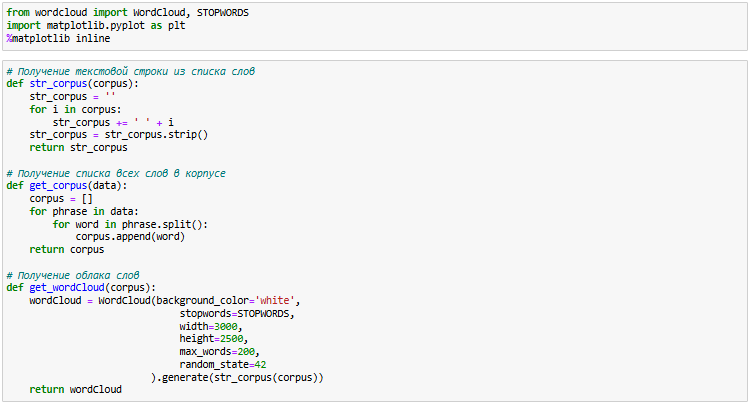 from wordcloud import WordCloud, STOPWORDS
import matplotlib.pyplot as plt
%matplotlib inline
# Получение текстовой строки из списка слов
def str_corpus(corpus):
    str_corpus = ''
    for i in corpus:
        str_corpus += ' ' + i
    str_corpus = str_corpus.strip()
    return str_corpus
# Получение списка всех слов в корпусе
def get_corpus(data):
    corpus = []
    for phrase in data:
        for word in phrase.split():
            corpus.append(word)
    return corpus
# Получение облака слов
def get_wordCloud(corpus):
    wordCloud = WordCloud(background_color='white',
                              stopwords=STOPWORDS,
                              width=3000,
                              height=2500,
                              max_words=200,
                              random_state=42
                         ).generate(str_corpus(corpus))
    return wordCloud